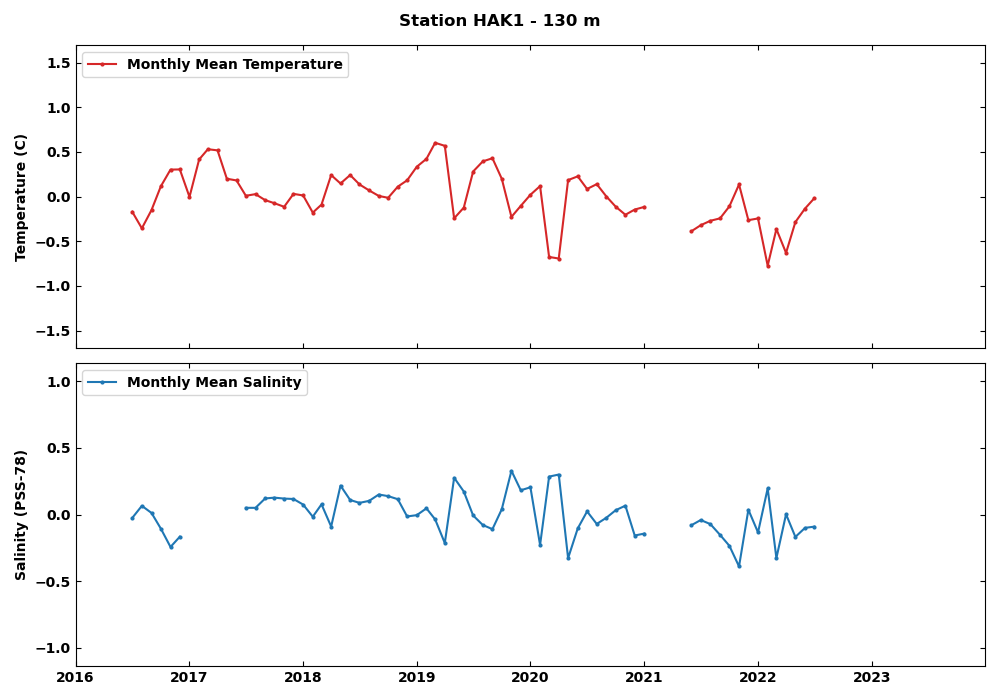 Station HAK1 - 130 m
Monthly Mean Temperature
Temperature (C)
1.5
1.0
0.5
0.0
−0.5
−1.0
−1.5
Monthly Mean Salinity
Salinity (PSS-78)
1.0
0.5
0.0
−0.5
−1.0
2016 2017 2018 2019 2020 2021 2022 2023